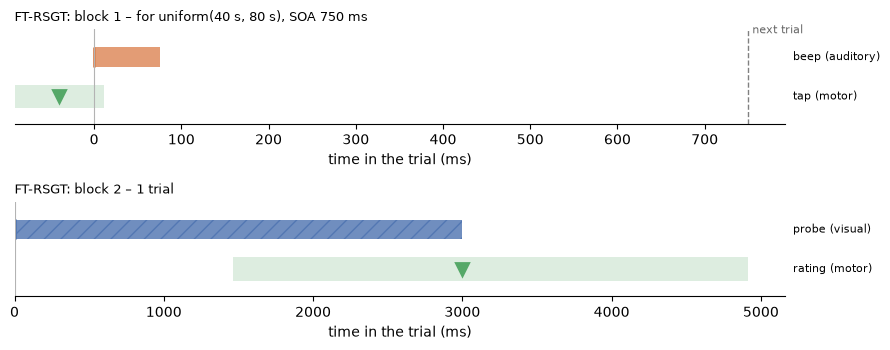 FT-RSGT: block 1 – for uniform(40 s, 80 s), SOA 750 ms
next trial
beep (auditory)
tap (motor)
0 100 200 300 400 500 600 700
time in the trial (ms)
FT-RSGT: block 2 – 1 trial
probe (visual)
rating (motor)
0 1000 2000 3000 4000 5000
time in the trial (ms)